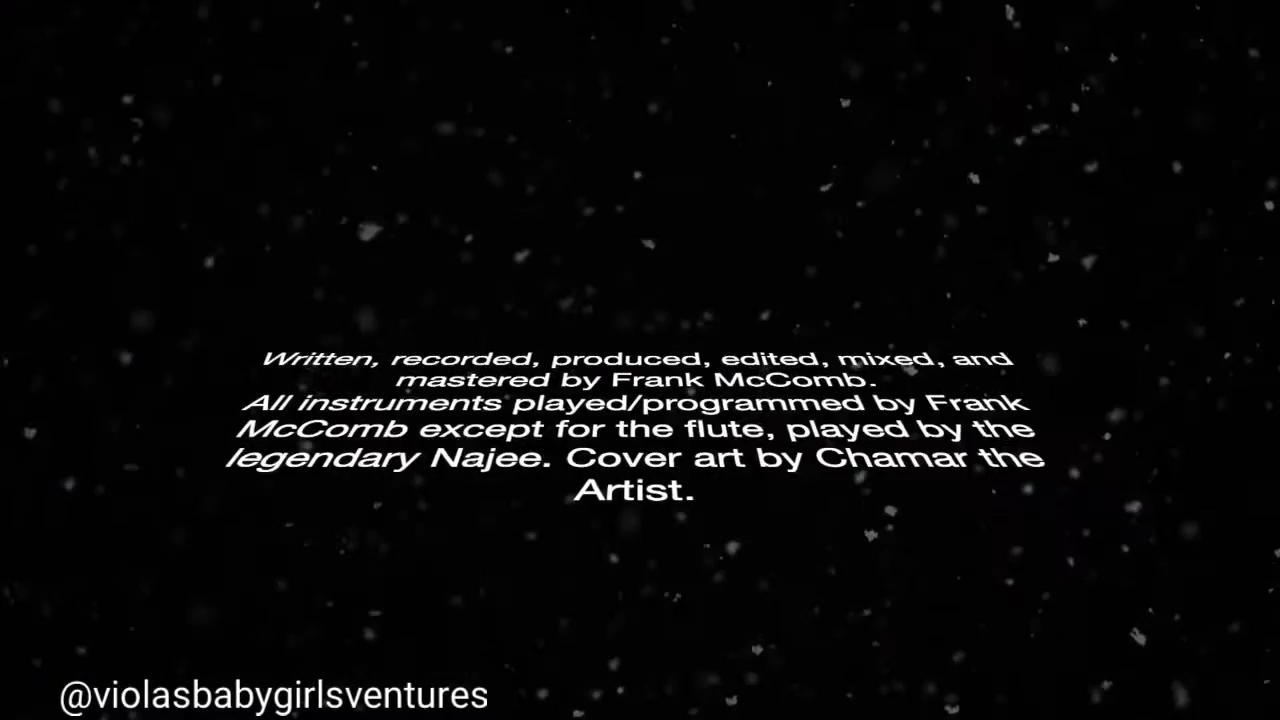 Written, recorded, produced, edited, mixed, and
mastered by Frank McComb.
All instruments played/programmed by Frank
McComb except for the flute, played by the
legendary Najee. Cover art by Chamar the
Artist.
@violasbabygirlsventures